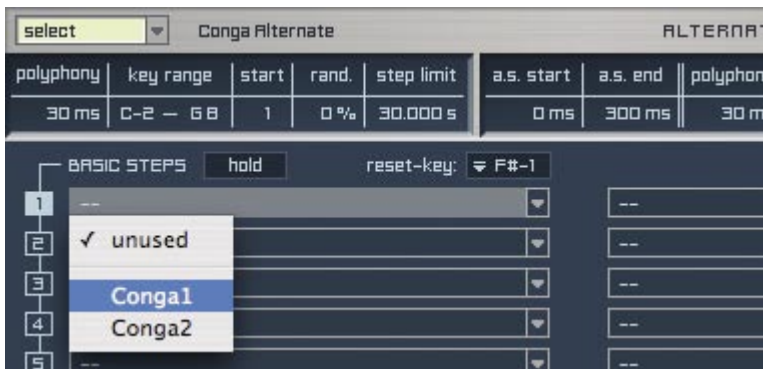 select Conga Alternate ALTERNAT
polyphony key range start rand. step limit a.s. start a.s. end polyphon
30 ms C-2 — G8 1 0 % 30.000 s 0 ms 300 ms 30 m
BASIC STEPS hold reset-key: F#-1
1 -- --
2 ✓ unused --
3 Conga1 --
4 Conga2 --
5 --